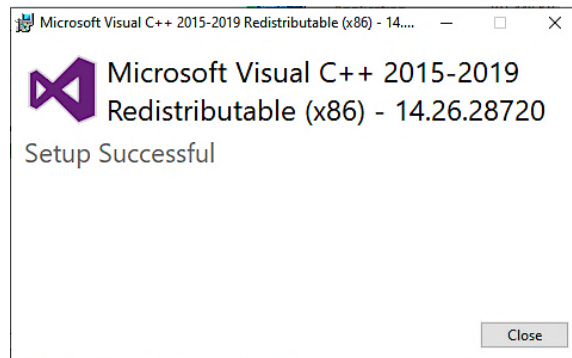 Microsoft Visual C++ 2015-2019 Redistributable (x86) - 14....
Microsoft Visual C++ 2015-2019
Redistributable (x86) - 14.26.28720
Setup Successful
Close